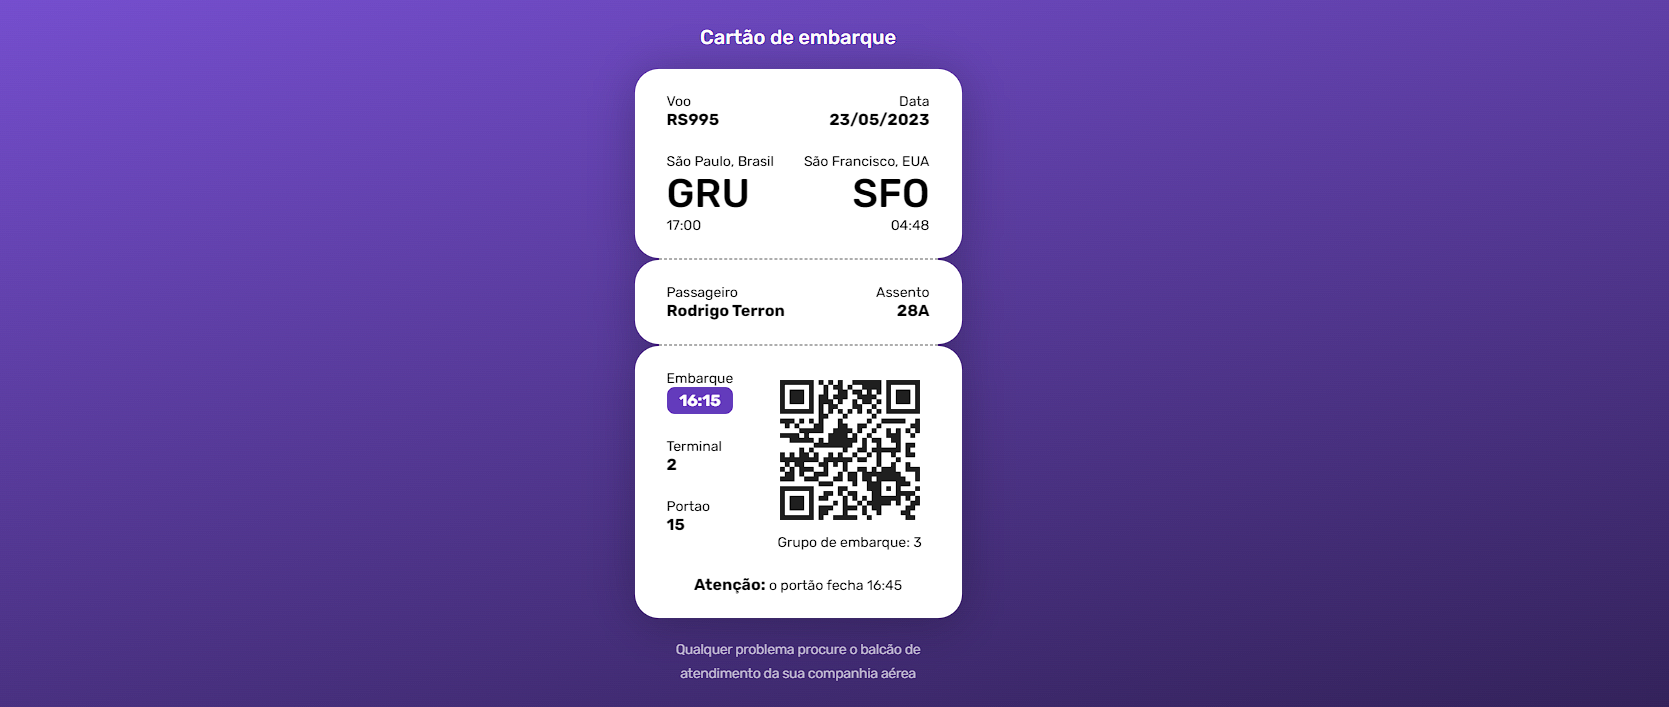 Cartão de embarque
Voo
Data
RS995
23/05/2023
São Paulo, Brasil
São Francisco, EUA
GRU
SFO
17:00
04:48
Passageiro
Assento
Rodrigo Terron
28A
Embarque
16:15
Terminal
2
Portao
15
Grupo de embarque: 3
Atenção: o portão fecha 16:45
Qualquer problema procure o balcão de
atendimento da sua companhia aérea